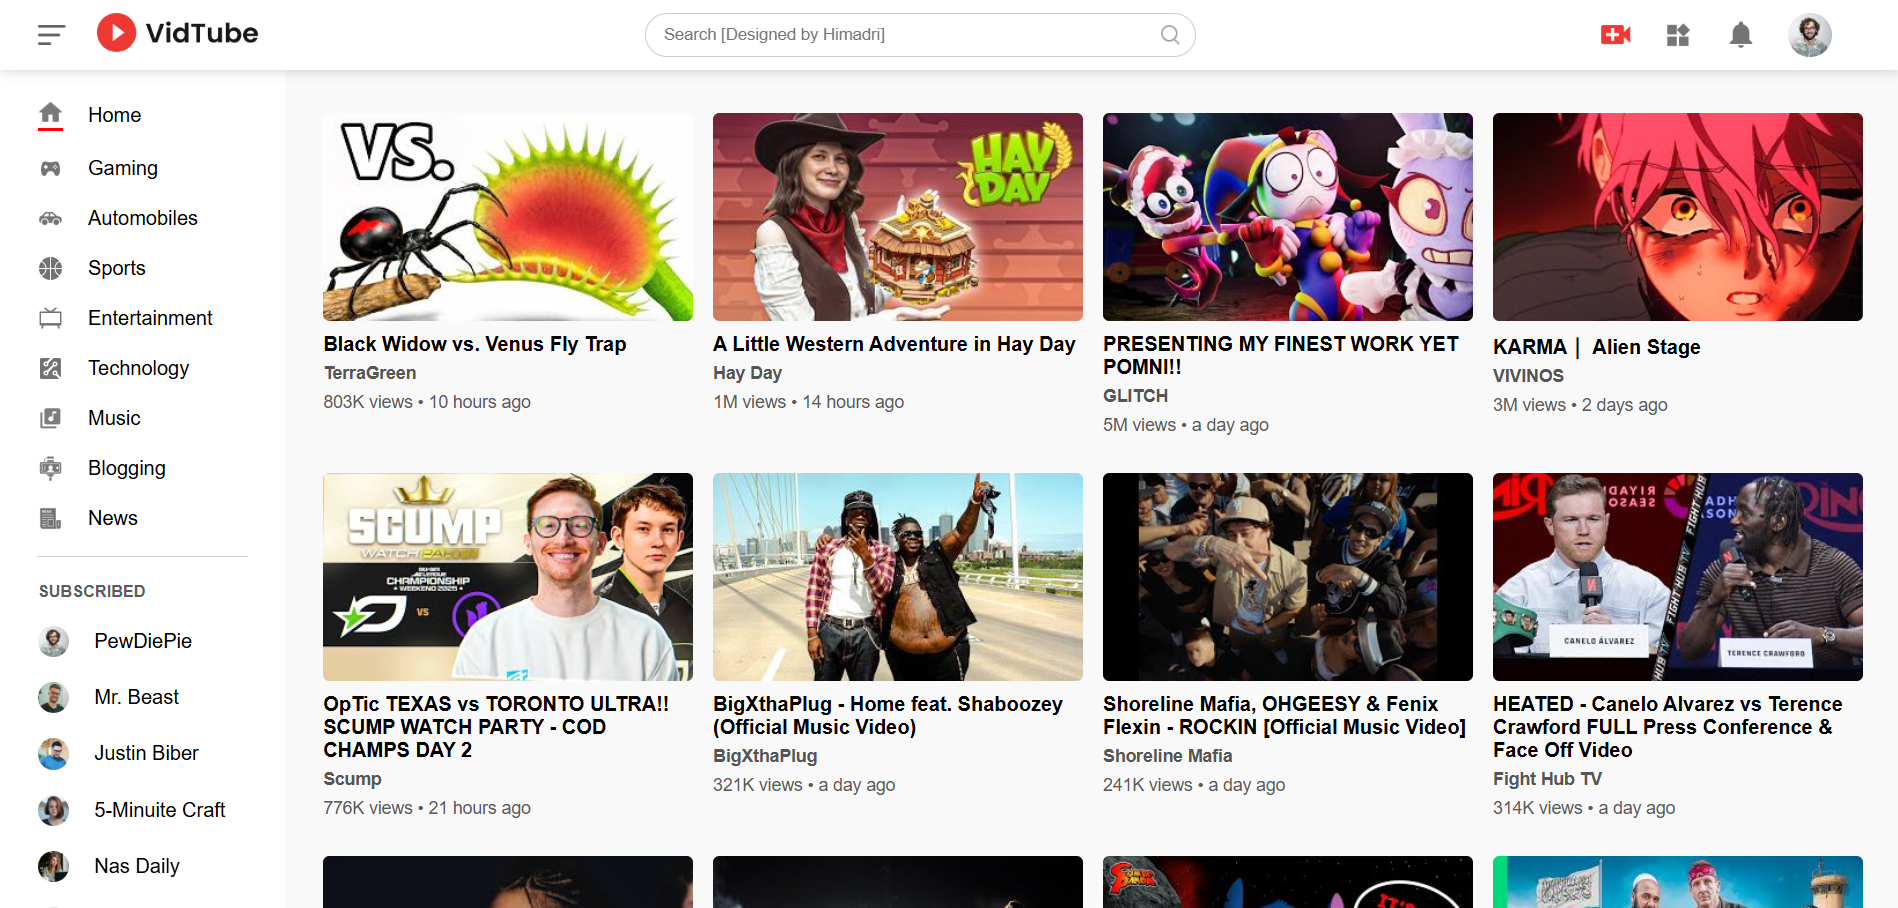 VidTube
Search [Designed by Himadri]
Home
Gaming
Automobiles
Sports
Entertainment
Technology
Music
Blogging
News
SUBSCRIBED
PewDiePie
Mr. Beast
Justin Biber
5-Minuite Craft
Nas Daily
VS.
Black Widow vs. Venus Fly Trap
TerraGreen
803K views • 10 hours ago
HAY
DAY
A Little Western Adventure in Hay Day
Hay Day
1M views • 14 hours ago
PRESENTING MY FINEST WORK YET
POMNI!!
GLITCH
5M views • a day ago
KARMA｜ Alien Stage
VIVINOS
3M views • 2 days ago
SCUMP
WATCH PARTY
CHAMPIONSHIP
WEEKEND 2025
VS
OpTic TEXAS vs TORONTO ULTRA!!
SCUMP WATCH PARTY - COD
CHAMPS DAY 2
Scump
776K views • 21 hours ago
BigXthaPlug - Home feat. Shaboozey
(Official Music Video)
BigXthaPlug
321K views • a day ago
Shoreline Mafia, OHGEESY & Fenix
Flexin - ROCKIN [Official Music Video]
Shoreline Mafia
241K views • a day ago
RIYADH
SEASON
FIGHT HUB TV
CANELO ÁLVAREZ
TERENCE CRAWFORD
HEATED - Canelo Alvarez vs Terence
Crawford FULL Press Conference &
Face Off Video
Fight Hub TV
314K views • a day ago
IT'S